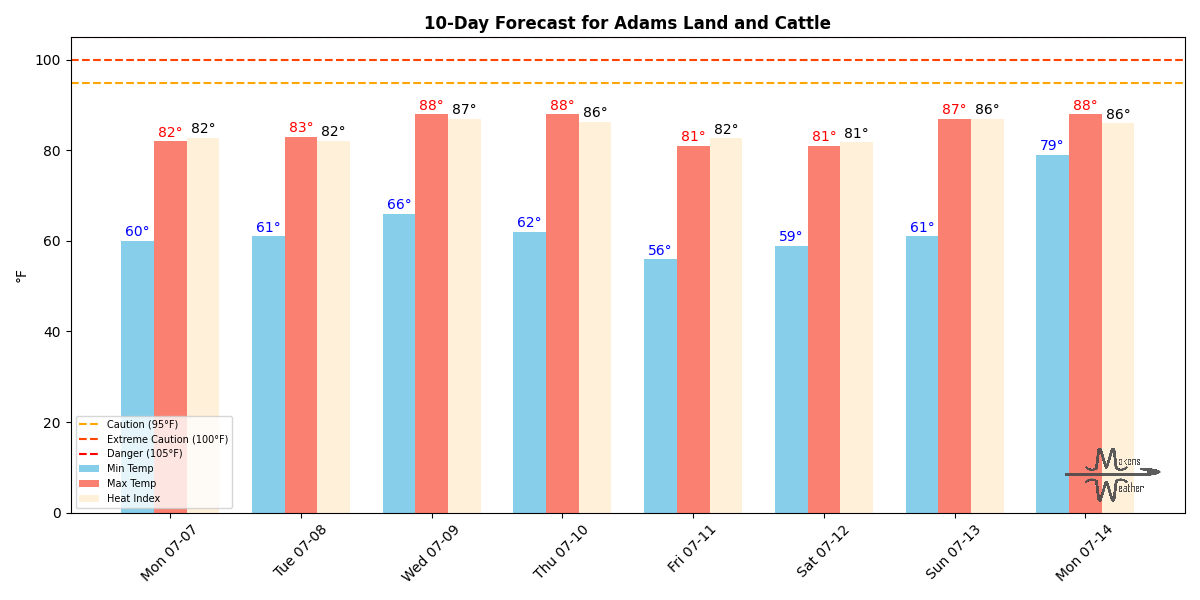 10-Day Forecast for Adams Land and Cattle
100
80
60
40
20
0
°F
82° 82°
60°
83° 82°
61°
88° 87°
66°
88° 86°
62°
81° 82°
56°
81° 81°
59°
87° 86°
61°
88° 86°
79°
Caution (95°F)
Extreme Caution (100°F)
Danger (105°F)
Min Temp
Max Temp
Heat Index
akens
eather
Mon 07-07
Tue 07-08
Wed 07-09
Thu 07-10
Fri 07-11
Sat 07-12
Sun 07-13
Mon 07-14